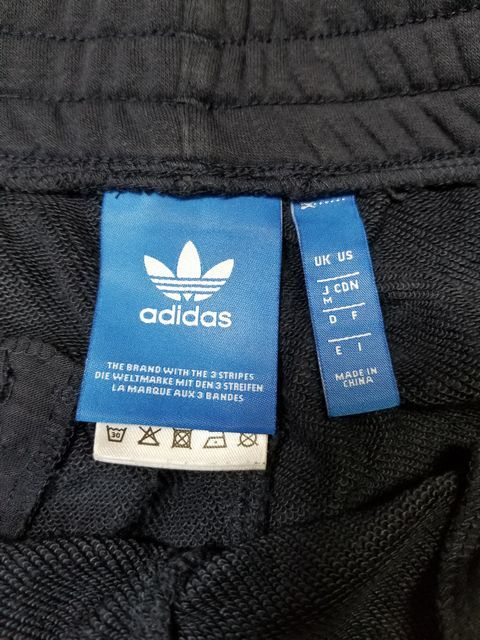 adidas
THE BRAND WITH THE 3 STRIPES
DIE WELTMARKE MIT DEN 3 STREIFEN
LA MARQUE AUX 3 BANDES
30
UK US
J CDN
M
D F
E I
MADE IN
CHINA